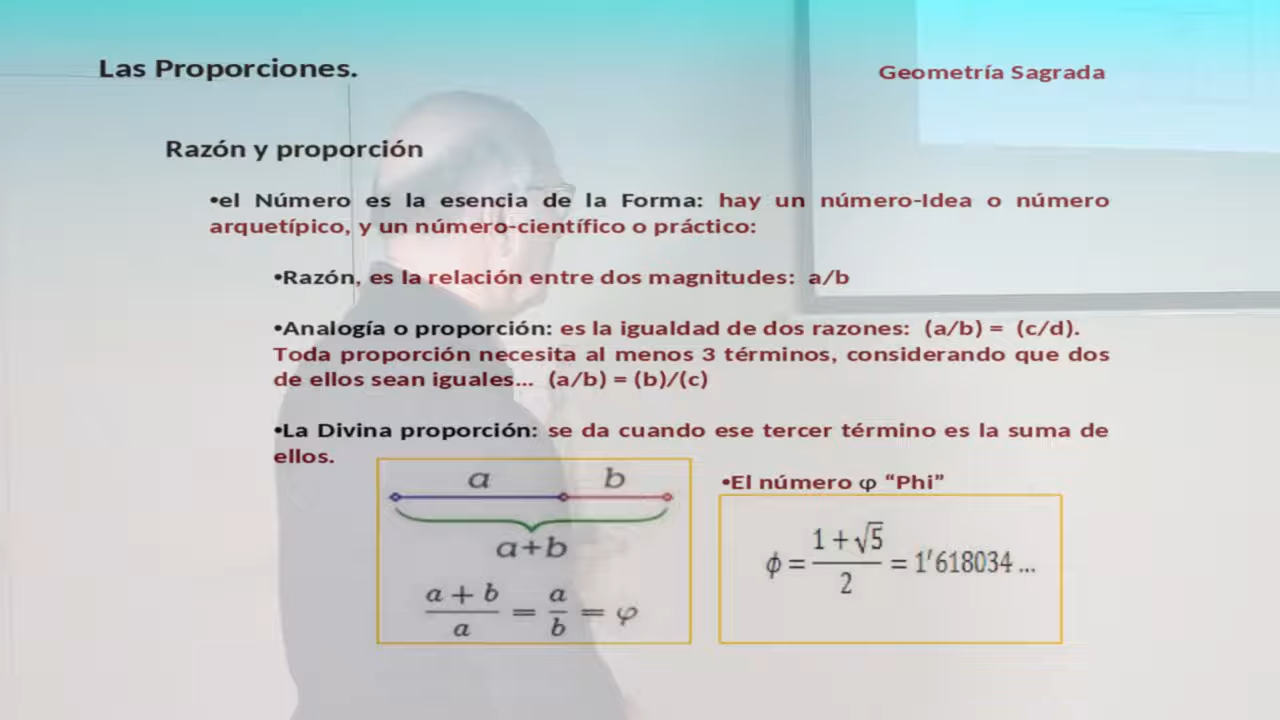 Las Proporciones.
Geometría Sagrada
Razón y proporción
•el Número es la esencia de la Forma: hay un número-Idea o número
arquetípico, y un número-científico o práctico:
•Razón, es la relación entre dos magnitudes: a/b
•Analogía o proporción: es la igualdad de dos razones: (a/b) = (c/d).
Toda proporción necesita al menos 3 términos, considerando que dos
de ellos sean iguales... (a/b) = (b)/(c)
•La Divina proporción: se da cuando ese tercer término es la suma de
ellos.
a b
a+b
(a + b)/a = a/b = φ
•El número φ “Phi”
ϕ = (1 + √5)/2 = 1'618034 ...